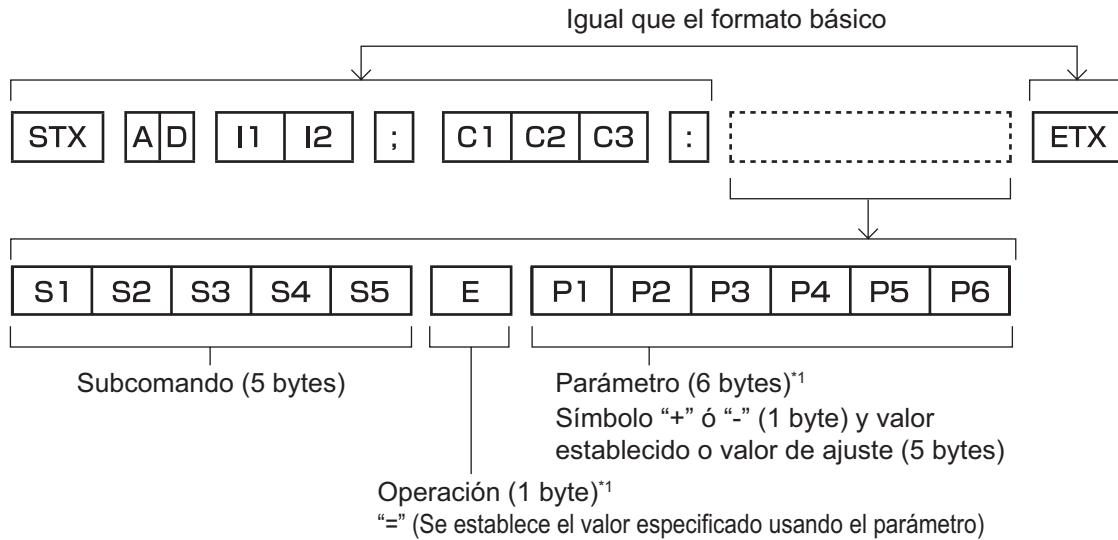 Igual que el formato básico
STX A D I1 I2 ; C1 C2 C3 : ETX
S1 S2 S3 S4 S5 E P1 P2 P3 P4 P5 P6
Subcomando (5 bytes)
Parámetro (6 bytes)*1
Símbolo “+” ó “-” (1 byte) y valor
establecido o valor de ajuste (5 bytes)
Operación (1 byte)*1
“=” (Se establece el valor especificado usando el parámetro)